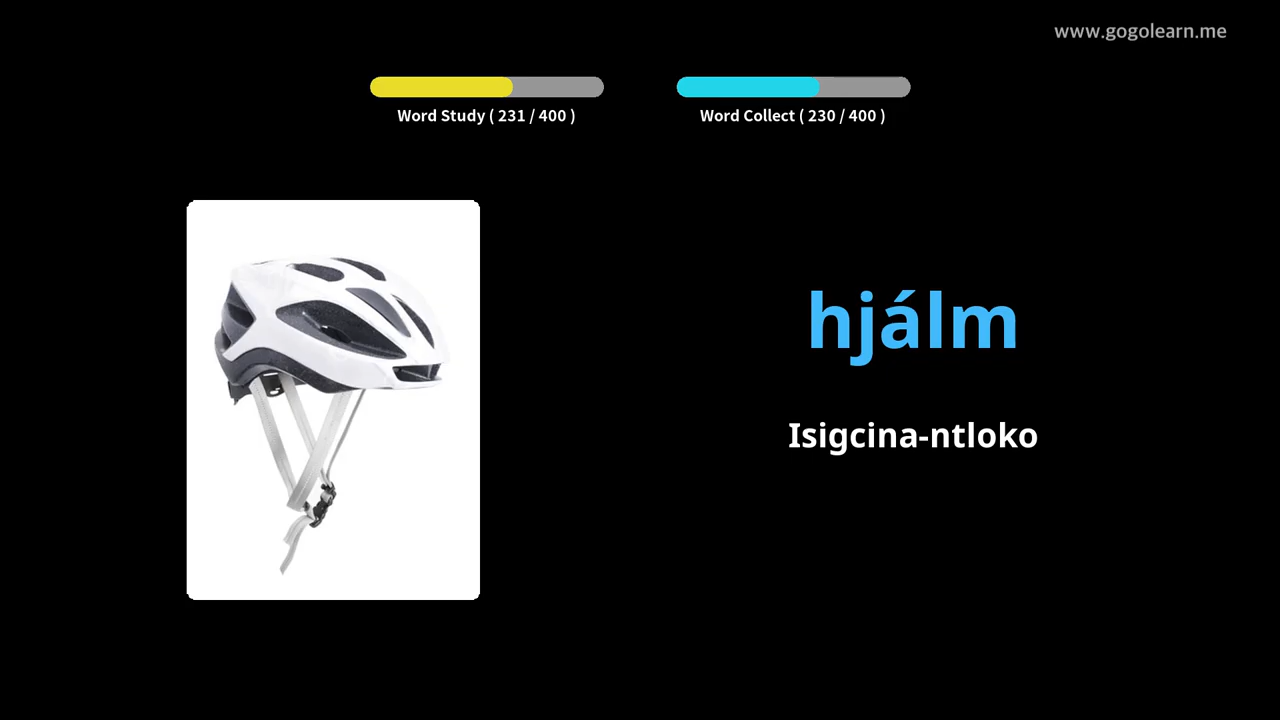 www.gogolearn.me
Word Study ( 231 / 400 )
Word Collect ( 230 / 400 )
hjálm
Isigcina-ntloko